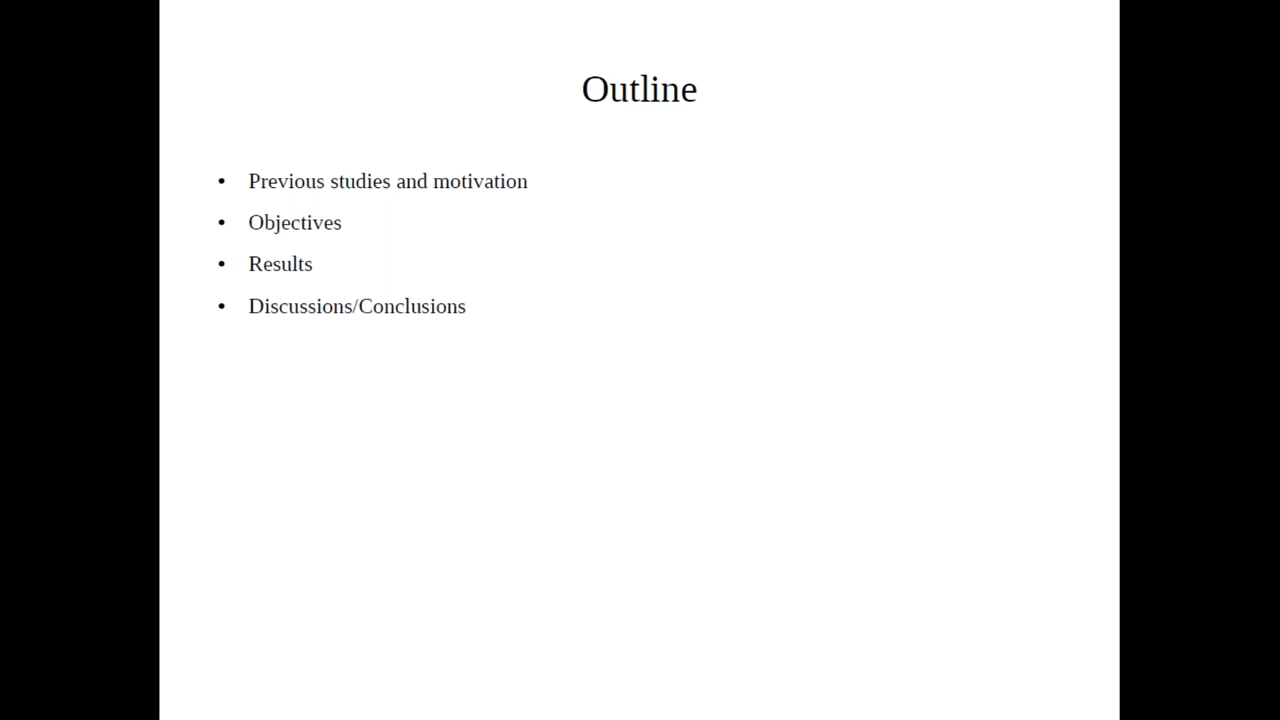 Outline
• Previous studies and motivation
• Objectives
• Results
• Discussions/Conclusions